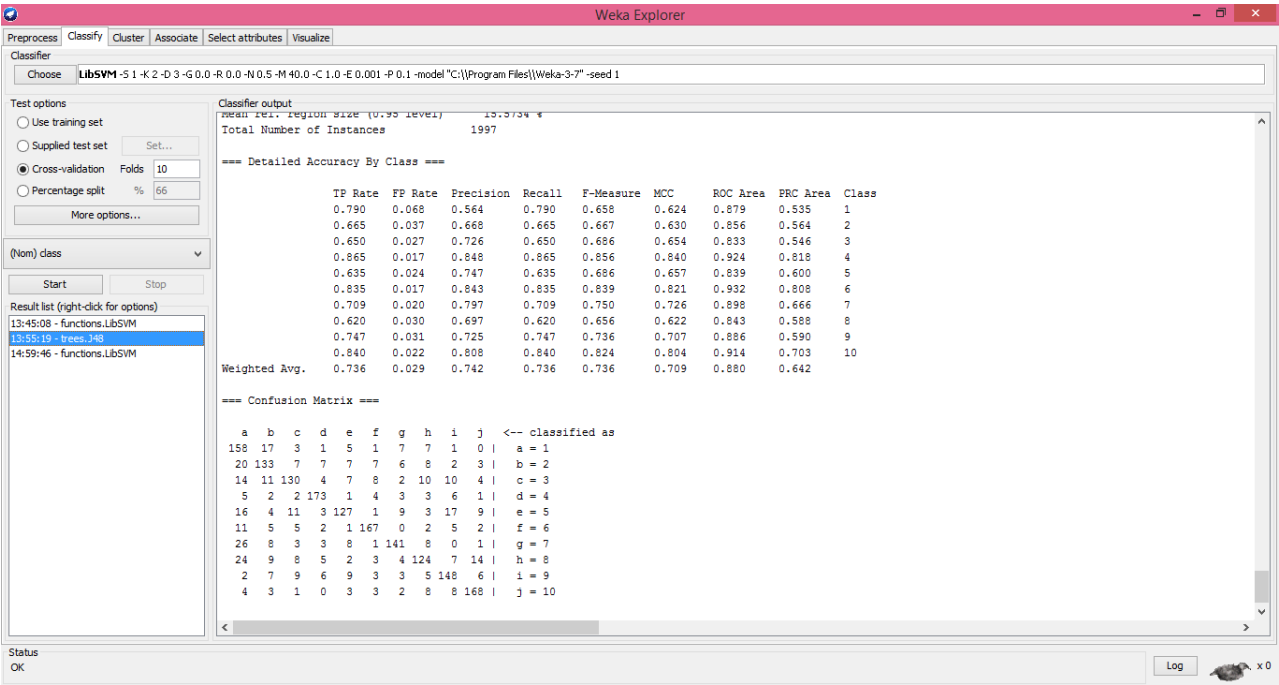 Weka Explorer
Preprocess Classify Cluster Associate Select attributes Visualize
Classifier
Choose LibSVM -S 1 -K 2 -D 3 -G 0.0 -R 0.0 -N 0.5 -M 40.0 -C 1.0 -E 0.001 -P 0.1 -model "C:\\Program Files\\Weka-3-7" -seed 1
Test options
Use training set
Supplied test set Set...
Cross-validation Folds 10
Percentage split % 66
More options...
(Nom) class
Start Stop
Result list (right-click for options)
13:45:08 - functions.LibSVM
13:55:19 - trees.J48
14:59:46 - functions.LibSVM
Classifier output
Mean rel. region size (0.95 level) 15.5734 %
Total Number of Instances 1997
=== Detailed Accuracy By Class ===
TP Rate FP Rate Precision Recall F-Measure MCC ROC Area PRC Area Class
0.790 0.068 0.564 0.790 0.658 0.624 0.879 0.535 1
0.665 0.037 0.668 0.665 0.667 0.630 0.856 0.564 2
0.650 0.027 0.726 0.650 0.686 0.654 0.833 0.546 3
0.865 0.017 0.848 0.865 0.856 0.840 0.924 0.818 4
0.635 0.024 0.747 0.635 0.686 0.657 0.839 0.600 5
0.835 0.017 0.843 0.835 0.839 0.821 0.932 0.808 6
0.709 0.020 0.797 0.709 0.750 0.726 0.898 0.666 7
0.620 0.030 0.697 0.620 0.656 0.622 0.843 0.588 8
0.747 0.031 0.725 0.747 0.736 0.707 0.886 0.590 9
0.840 0.022 0.808 0.840 0.824 0.804 0.914 0.703 10
Weighted Avg. 0.736 0.029 0.742 0.736 0.736 0.709 0.880 0.642
=== Confusion Matrix ===
a b c d e f g h i j <-- classified as
158 17 3 1 5 1 7 7 1 0 | a = 1
20 133 7 7 7 7 6 8 2 3 | b = 2
14 11 130 4 7 8 2 10 10 4 | c = 3
5 2 2 173 1 4 3 3 6 1 | d = 4
16 4 11 3 127 1 9 3 17 9 | e = 5
11 5 5 2 1 167 0 2 5 2 | f = 6
26 8 3 3 8 1 141 8 0 1 | g = 7
24 9 8 5 2 3 4 124 7 14 | h = 8
2 7 9 6 9 3 3 5 148 6 | i = 9
4 3 1 0 3 3 2 8 8 168 | j = 10
Status
OK
Log x 0